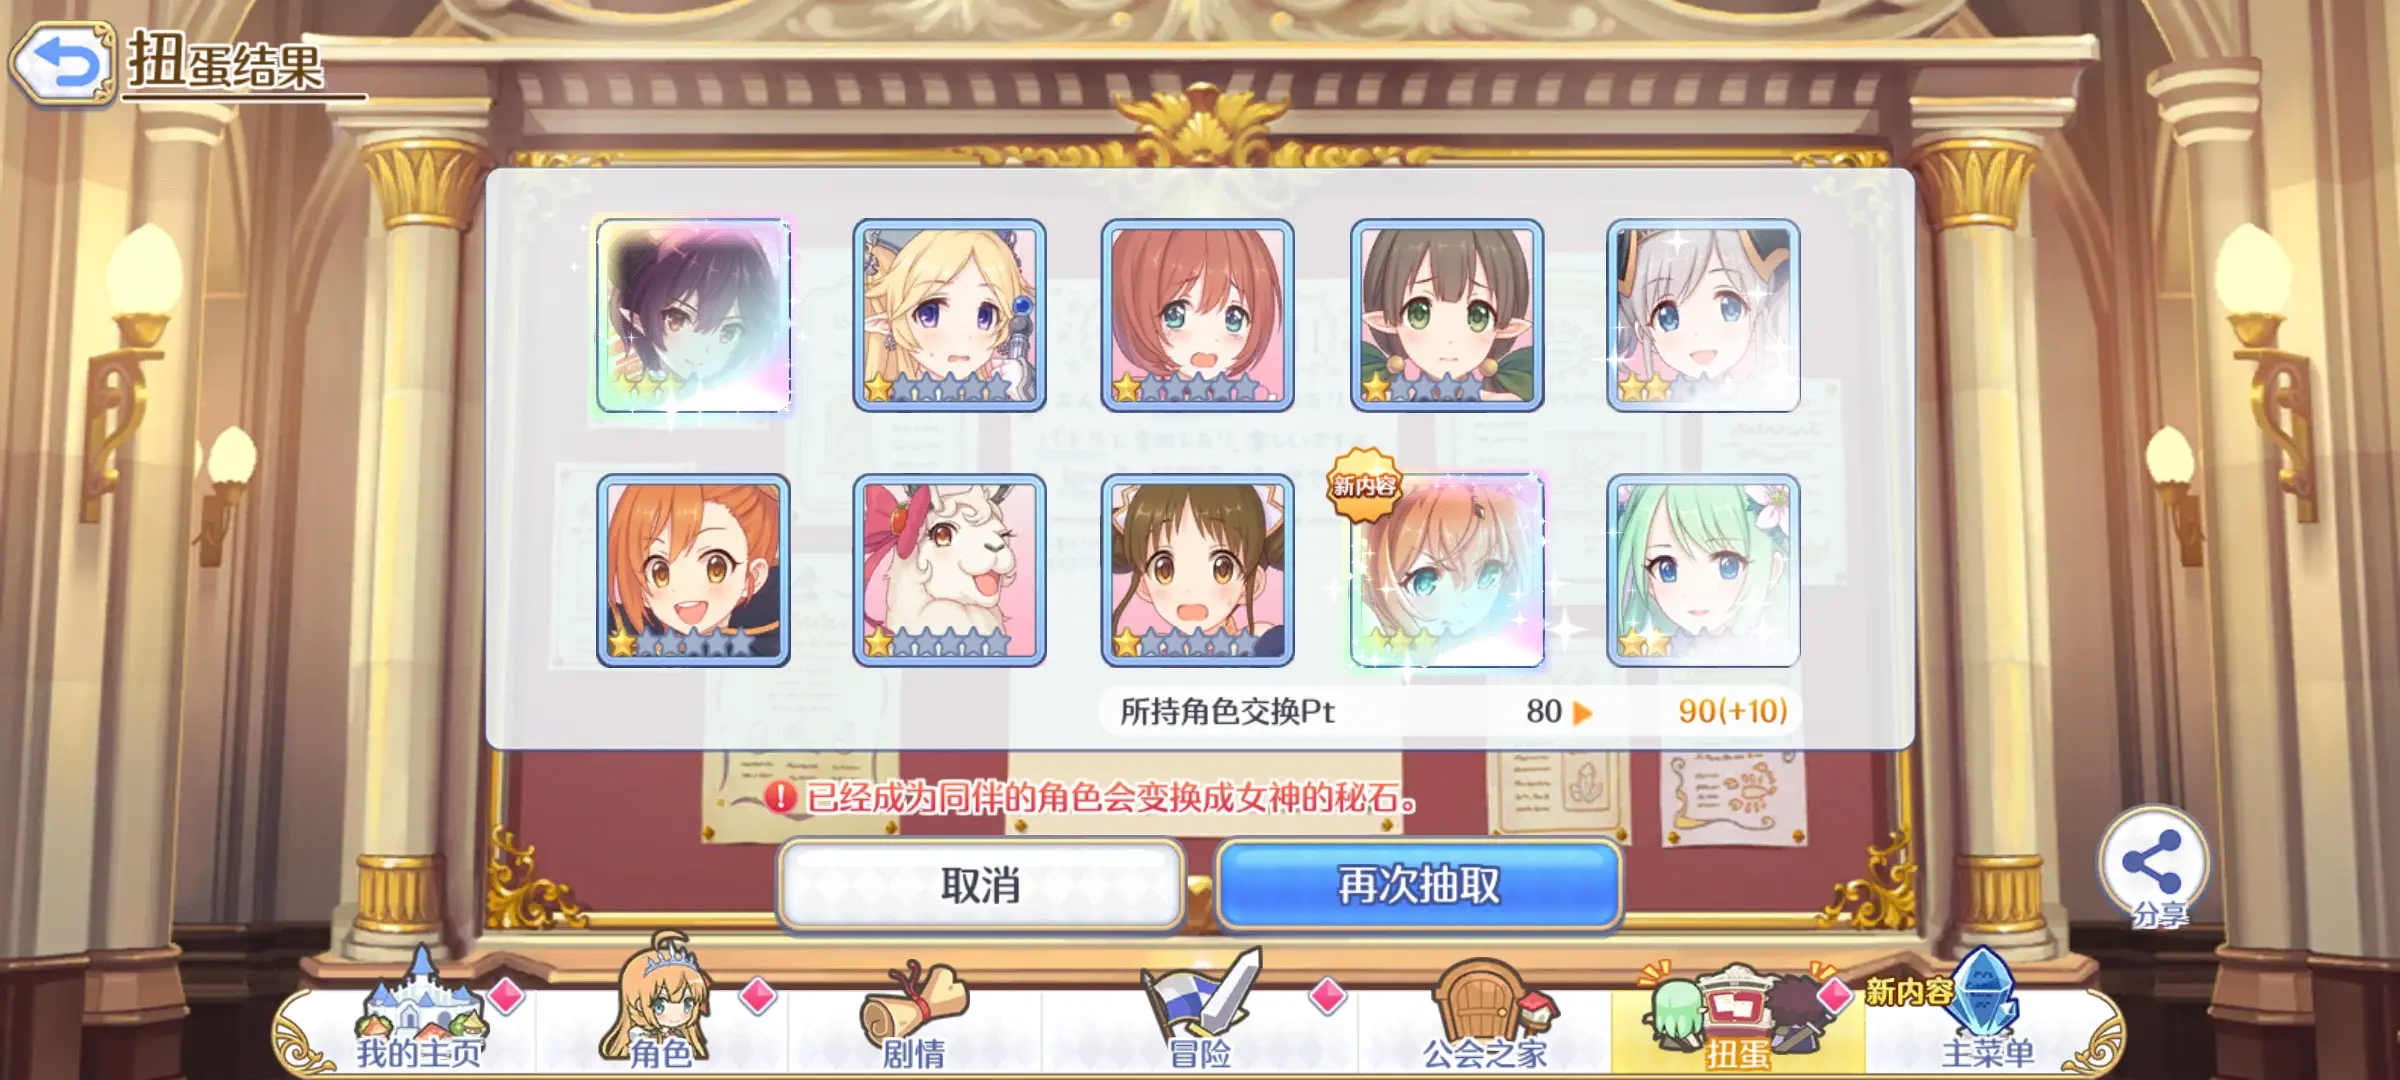 扭蛋结果
新内容
所持角色交换Pt 80 90(+10)
已经成为同伴的角色会变换成女神的秘石。
取消
再次抽取
分享
新内容
我的主页
角色
剧情
冒险
公会之家
扭蛋
主菜单